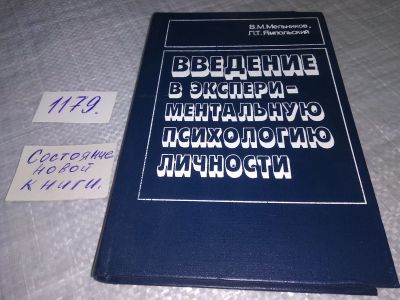 В.М.Мельников,
Л.Т.Ямпольский
ВВЕДЕНИЕ
В ЭКСПЕРИ-
МЕНТАЛЬНУЮ
ПСИХОЛОГИЮ
ЛИЧНОСТИ
1179.
Состояние
новой
книги.